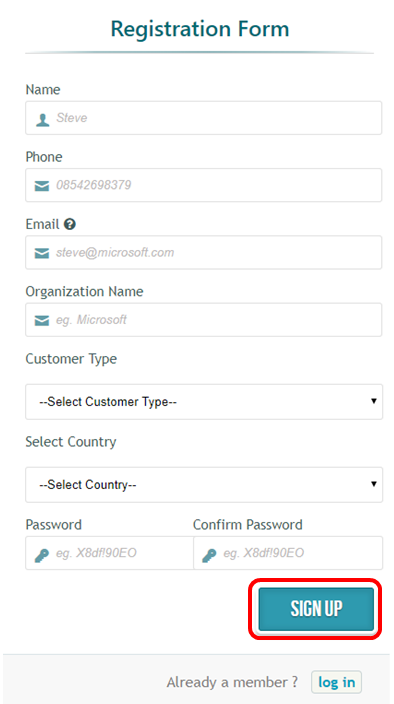 Registration Form
Name
Steve
Phone
08542698379
Email ?
steve@microsoft.com
Organization Name
eg. Microsoft
Customer Type
--Select Customer Type--
Select Country
--Select Country--
Password Confirm Password
eg. X8df!90EO eg. X8df!90EO
SIGN UP
Already a member ? log in